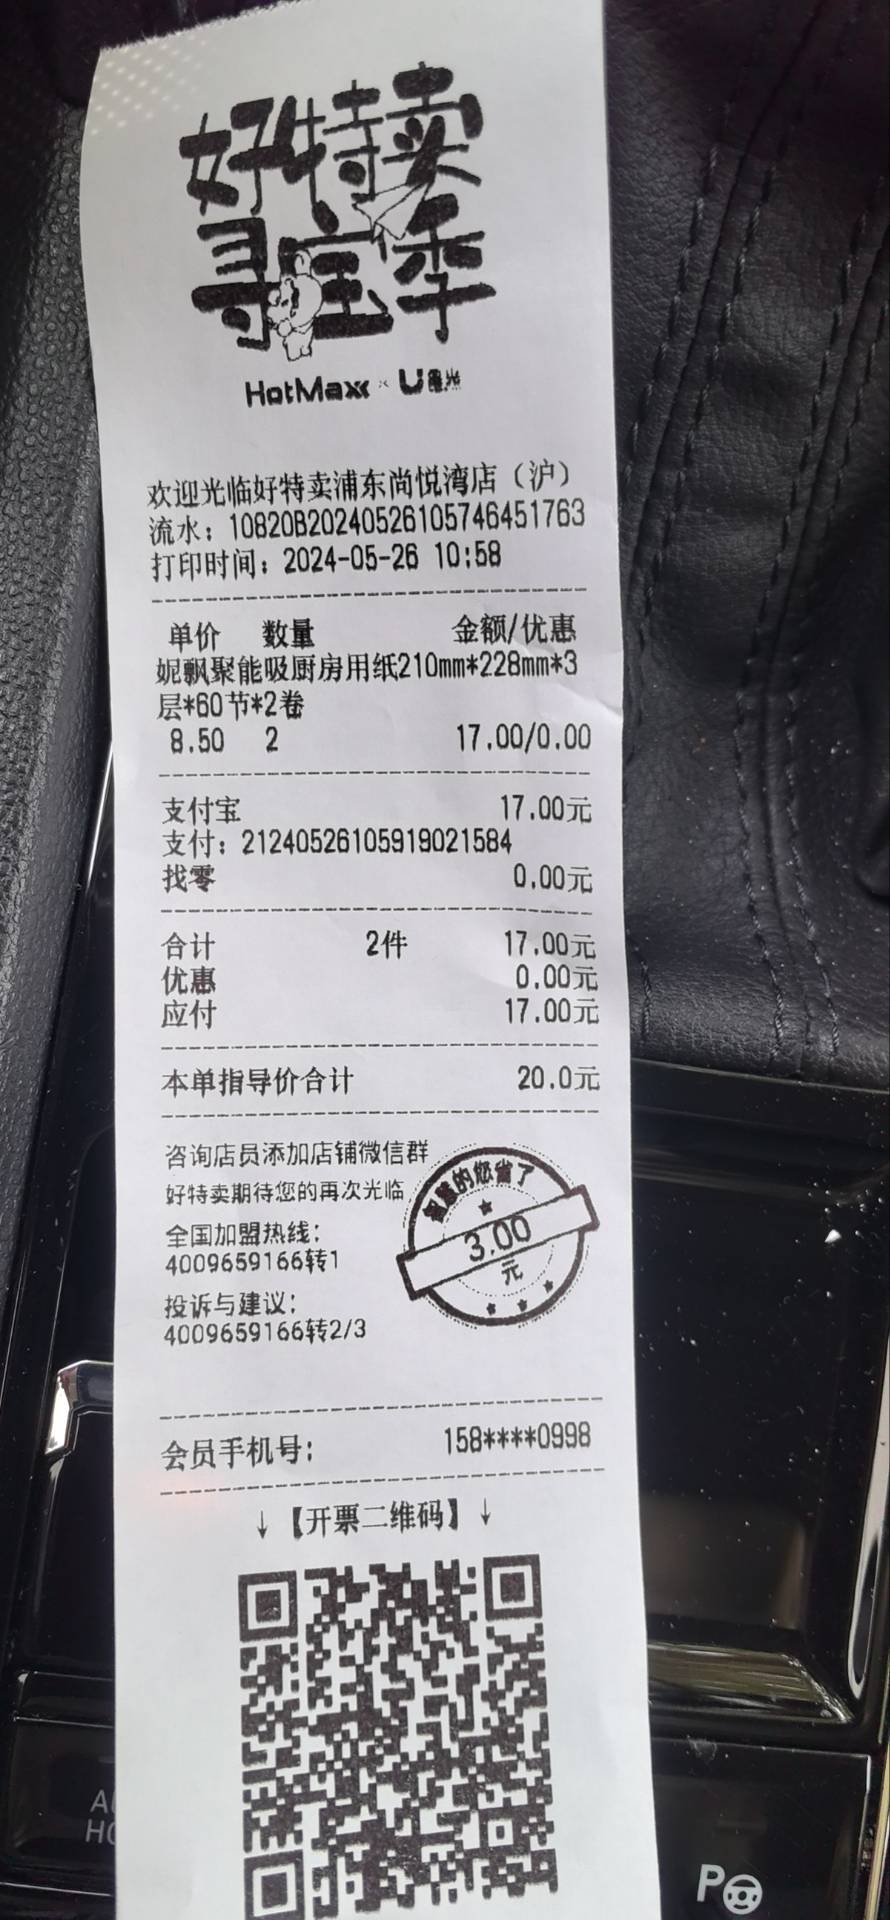 好特卖
寻宝季
HotMaxx × U
欢迎光临好特卖浦东尚悦湾店（沪）
流水：10820B202405261057464517​63
打印时间：2024-05-26 10:58
单价 数量 金额/优惠
妮飘聚能吸厨房用纸210mm*228mm*3
层*60节*2卷
8.50 2 17.00/0.00
支付宝 17.00元
支付：21240526105919021584
找零 0.00元
合计 2件 17.00元
优惠 0.00元
应付 17.00元
本单指导价合计 20.0元
咨询店员添加店铺微信群
好特卖期待您的再次光临
全国加盟热线：
4009659166转1
投诉与建议：
4009659166转2/3
的您省了
3.00
元
会员手机号： 158****0998
↓【开票二维码】↓
P